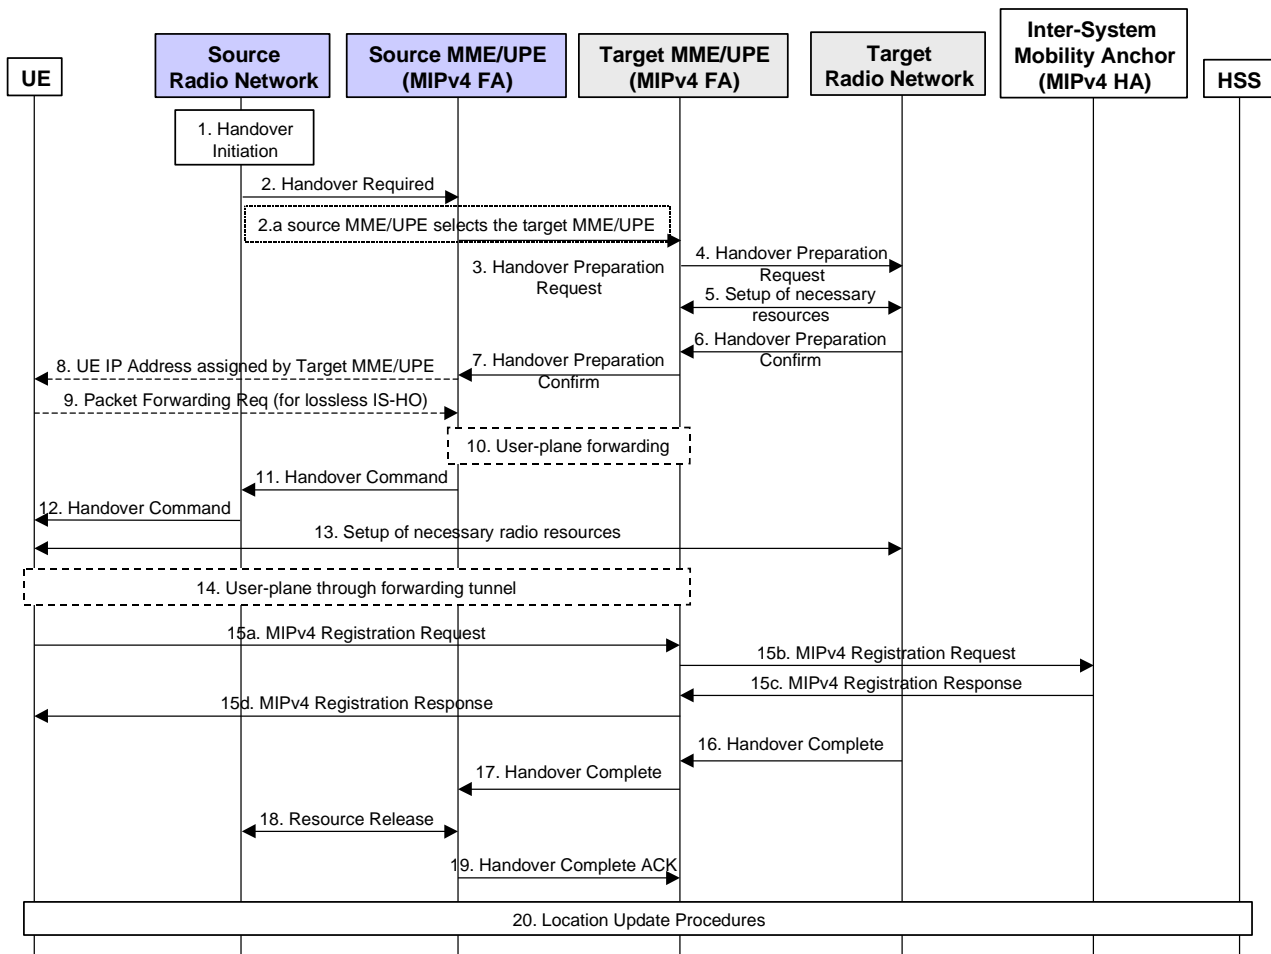 UE
Source
Radio Network
Source MME/UPE
(MIPv4 FA)
Target MME/UPE
(MIPv4 FA)
Target
Radio Network
Inter-System
Mobility Anchor
(MIPv4 HA)
HSS
1. Handover
Initiation
2. Handover Required
2.a source MME/UPE selects the target MME/UPE
3. Handover Preparation
Request
4. Handover Preparation
Request
5. Setup of necessary
resources
6. Handover Preparation
Confirm
7. Handover Preparation
Confirm
8. UE IP Address assigned by Target MME/UPE
9. Packet Forwarding Req (for lossless IS-HO)
10. User-plane forwarding
11. Handover Command
12. Handover Command
13. Setup of necessary radio resources
14. User-plane through forwarding tunnel
15a. MIPv4 Registration Request
15b. MIPv4 Registration Request
15c. MIPv4 Registration Response
15d. MIPv4 Registration Response
16. Handover Complete
17. Handover Complete
18. Resource Release
19. Handover Complete ACK
20. Location Update Procedures